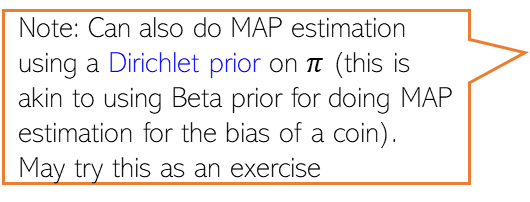 Note: Can also do MAP estimation
using a Dirichlet prior on π (this is
akin to using Beta prior for doing MAP
estimation for the bias of a coin).
May try this as an exercise